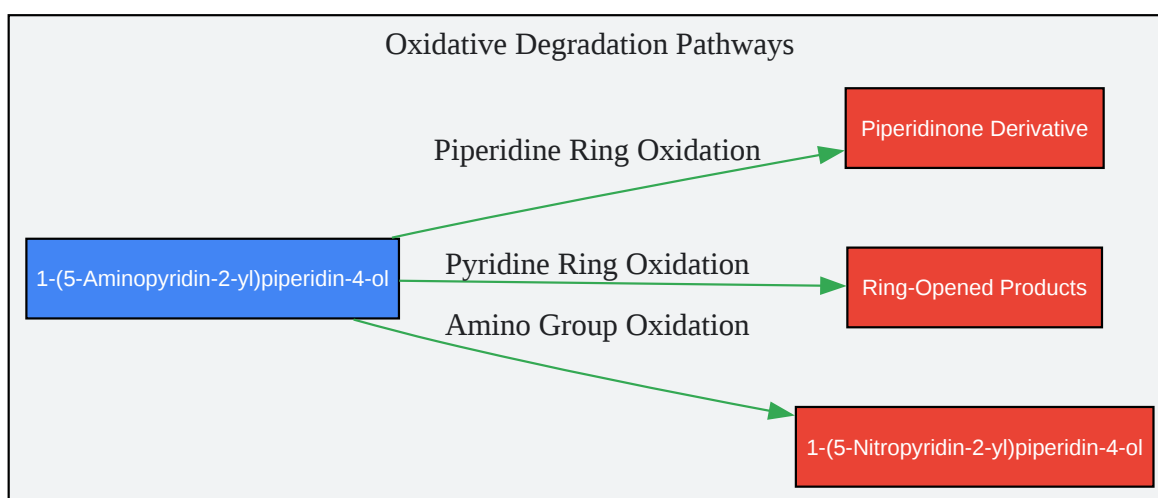 Oxidative Degradation Pathways
Piperidinone Derivative
Piperidine Ring Oxidation
1-(5-Aminopyridin-2-yl)piperidin-4-ol
Pyridine Ring Oxidation
Ring-Opened Products
Amino Group Oxidation
1-(5-Nitropyridin-2-yl)piperidin-4-ol